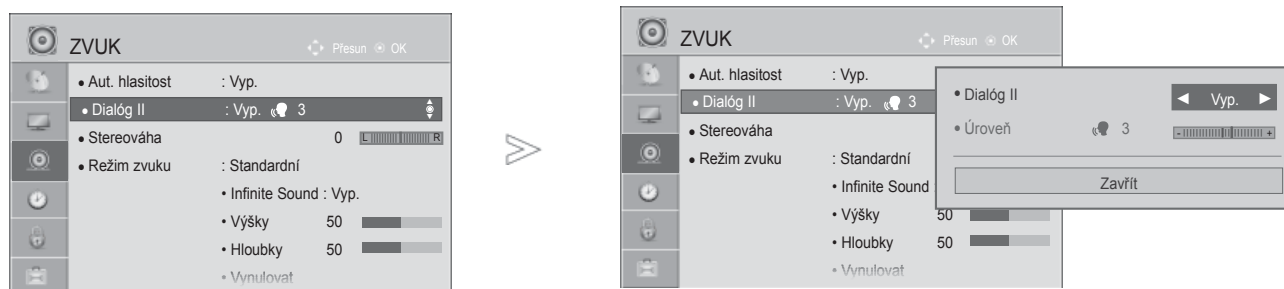 ZVUK
Přesun OK
• Aut. hlasitost : Vyp.
• Dialóg II : Vyp. 3
• Stereováha 0 L R
• Režim zvuku : Standardní
• Infinite Sound : Vyp.
• Výšky 50
• Hloubky 50
• Vynulovat
ZVUK
Přesun OK
• Aut. hlasitost : Vyp.
• Dialóg II : Vyp. 3
• Stereováha
• Režim zvuku : Standardní
• Infinite Sound :
• Výšky 50
• Hloubky 50
• Vynulovat
• Dialóg II ◄ Vyp. ►
• Úroveň 3 - +
Zavřít